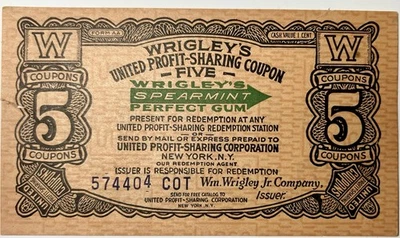 FORM AA
CASH VALUE 1 CENT
W
W
WRIGLEY'S
UNITED PROFIT-SHARING COUPON
FIVE
COUPONS
COUPONS
WRIGLEY'S
SPEARMINT
PERFECT GUM
5
5
PRESENT FOR REDEMPTION AT ANY
UNITED PROFIT-SHARING REDEMPTION STATION
OR
SEND BY MAIL OR EXPRESS PREPAID TO
COUPONS
COUPONS
UNITED PROFIT-SHARING CORPORATION
NEW YORK, N.Y.
OUR REDEMPTION AGENT
ISSUER IS RESPONSIBLE FOR REDEMPTION
574404 COT Wm. Wrigley Jr. Company,
Issuer.
SEND FOR FREE CATALOG TO
UNITED PROFIT-SHARING CORPORATION
NEW YORK, N.Y.